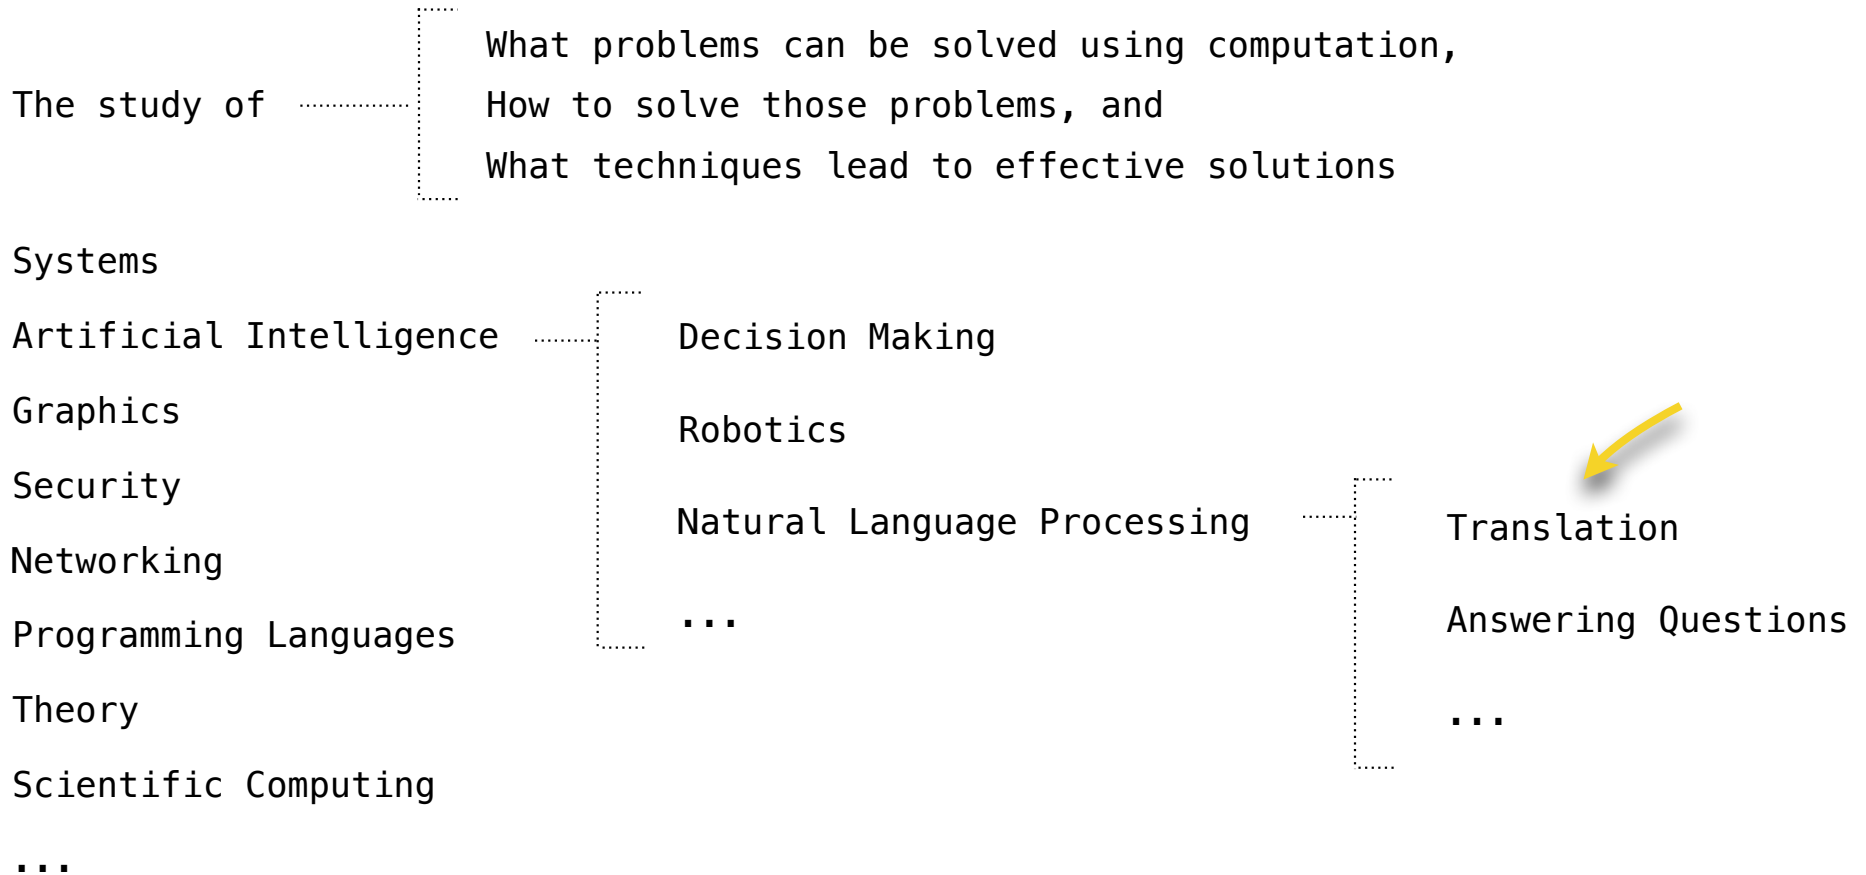 What problems can be solved using computation,
The study of
How to solve those problems, and
What techniques lead to effective solutions
Systems
Artificial Intelligence
Graphics
Security
Networking
Programming Languages
Theory
Scientific Computing
...
Decision Making
Robotics
Natural Language Processing
...
Translation
Answering Questions
...